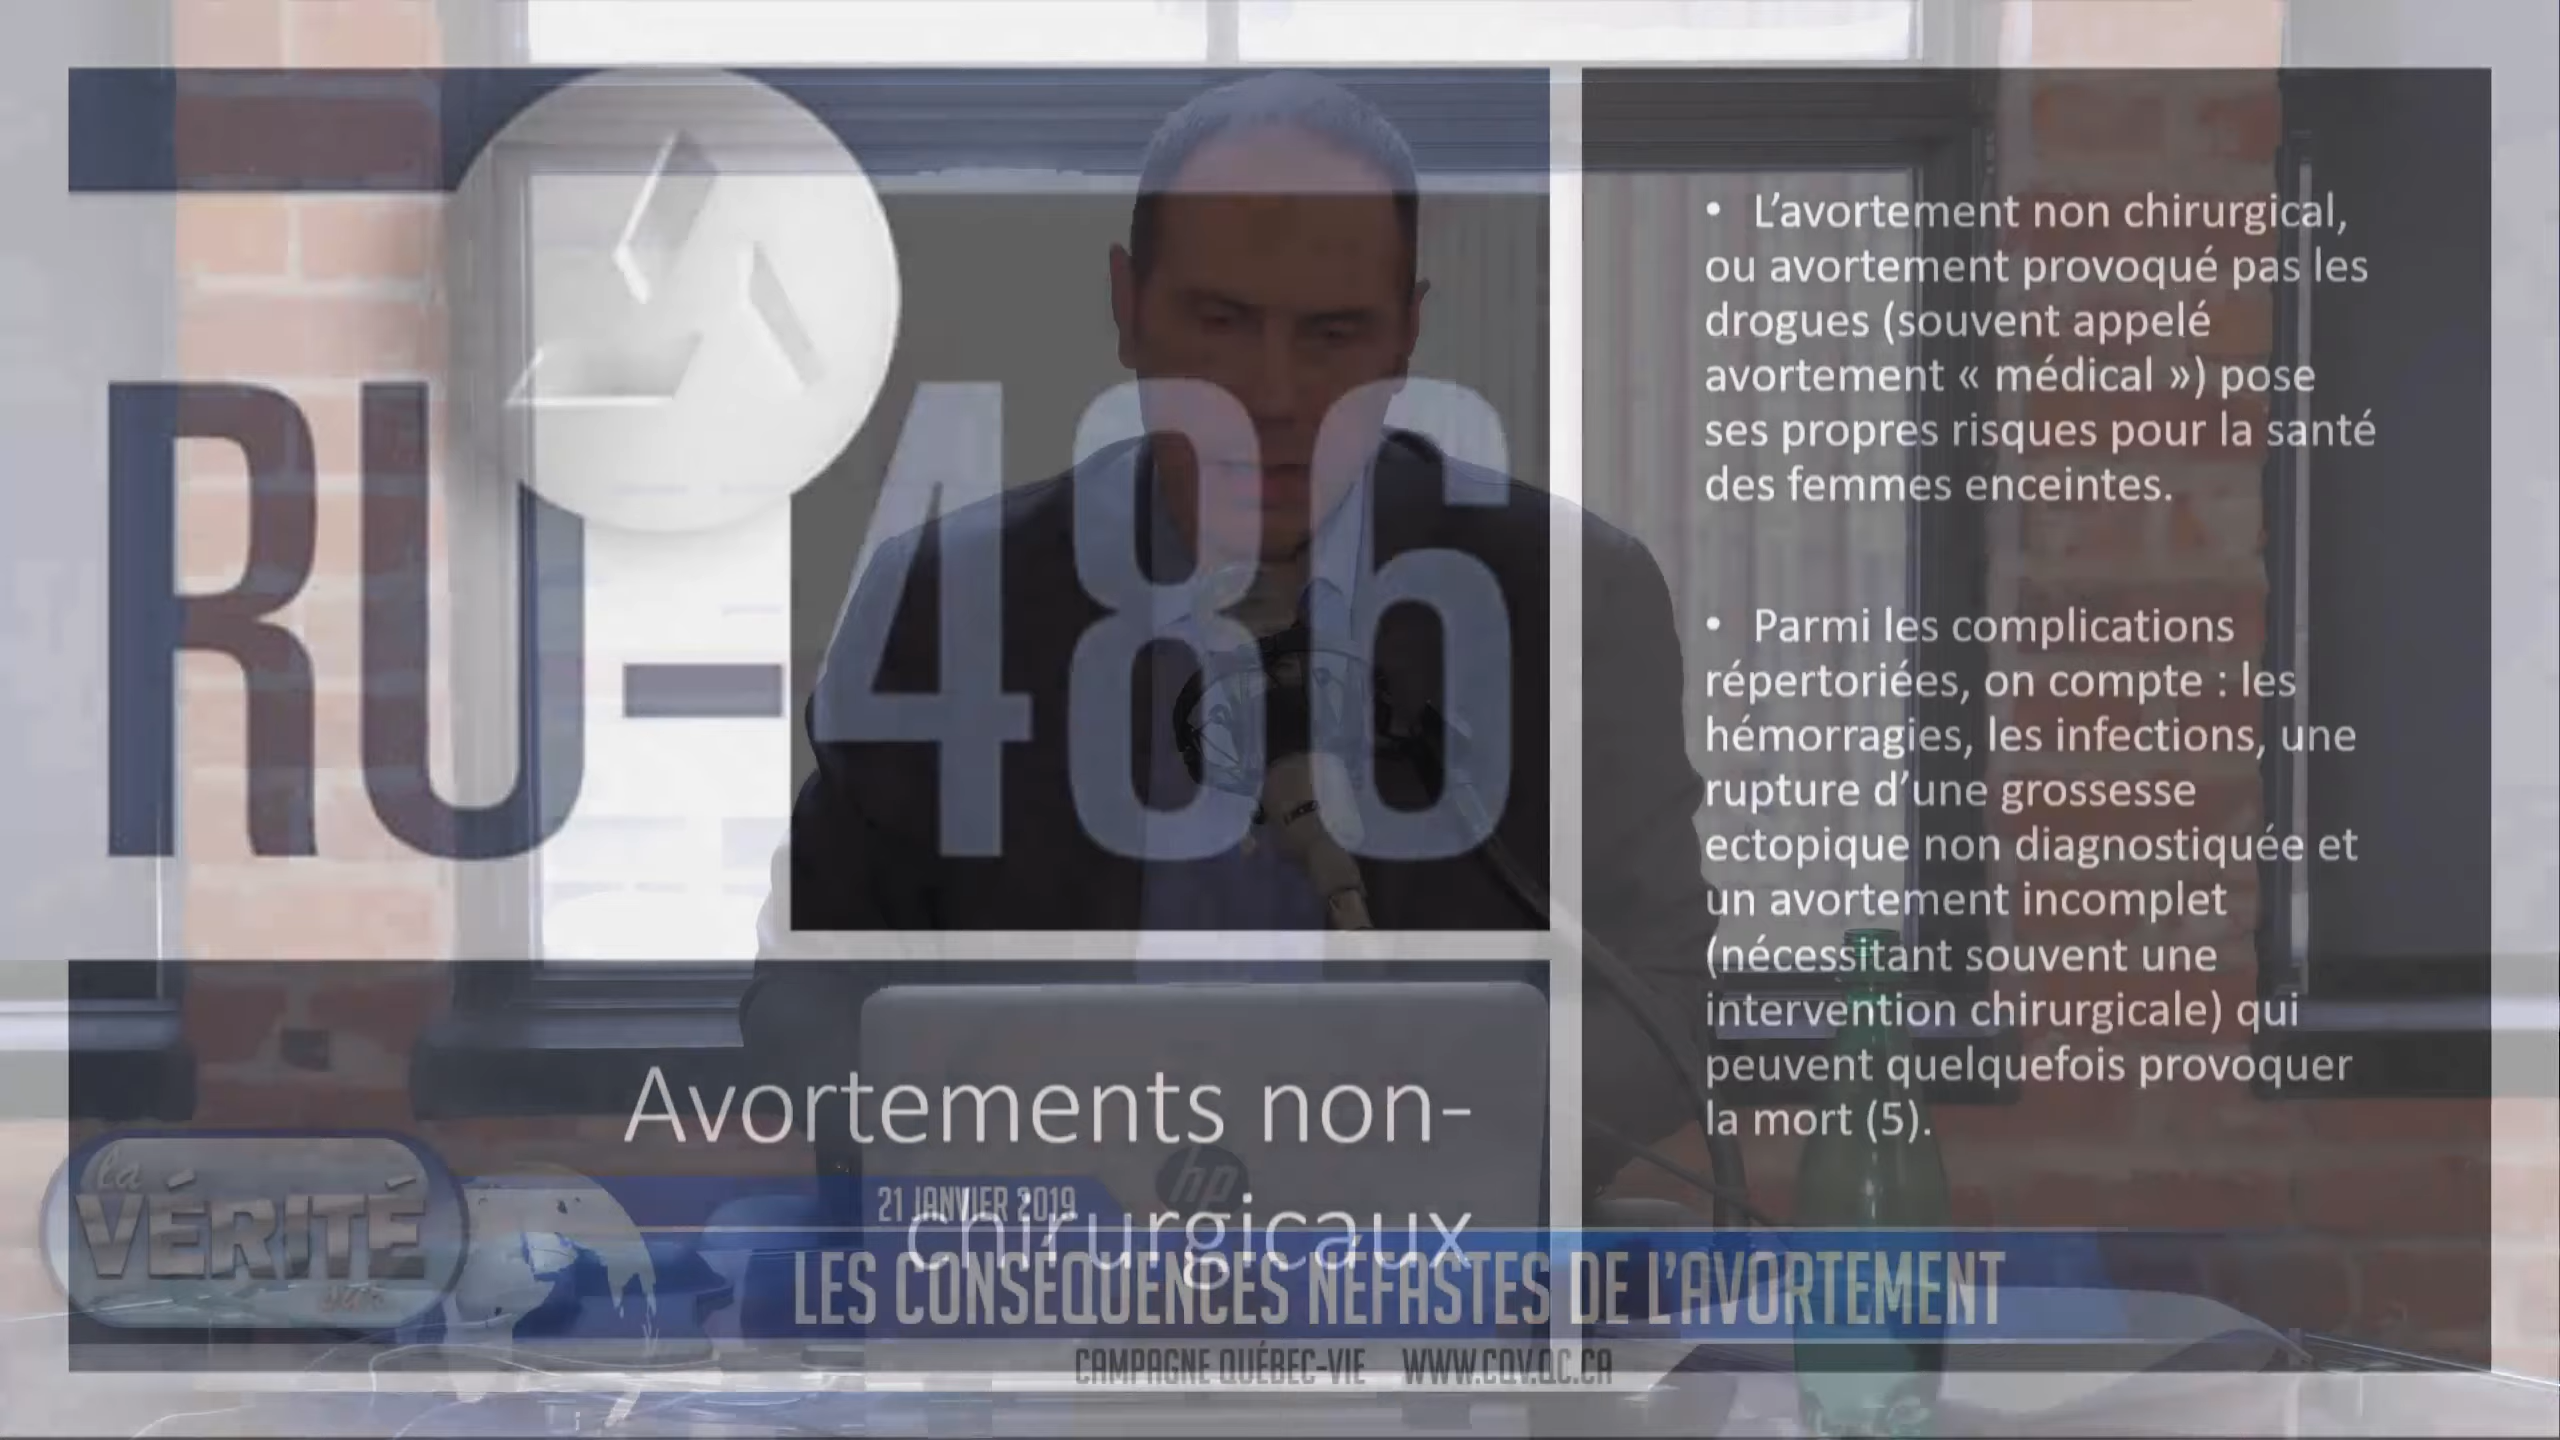 RU-486
• L’avortement non chirurgical,
ou avortement provoqué pas les
drogues (souvent appelé
avortement « médical ») pose
ses propres risques pour la santé
des femmes enceintes.
• Parmi les complications
répertoriées, on compte : les
hémorragies, les infections, une
rupture d’une grossesse
ectopique non diagnostiquée et
un avortement incomplet
(nécessitant souvent une
intervention chirurgicale) qui
peuvent quelquefois provoquer
la mort (5).
Avortements non-
chirurgicaux
hp
la
VÉRITÉ
sur
21 JANVIER 2019
LES CONSÉQUENCES NÉFASTES DE L’AVORTEMENT
CAMPAGNE QUÉBEC-VIE WWW.CQV.QC.CA